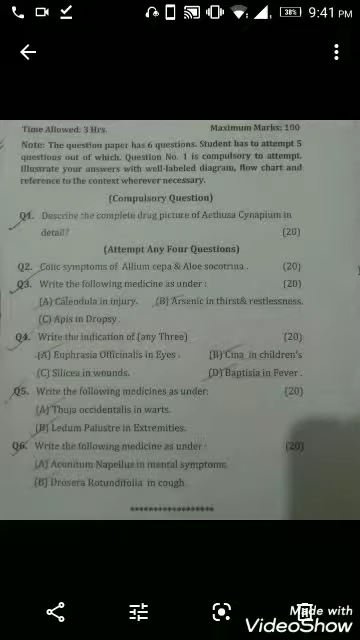 38% 9:41 PM
Time Allowed: 3 Hrs. Maximum Marks: 100
Note: The question paper has 6 questions. Student has to attempt 5
questions out of which. Question No. 1 is compulsory to attempt.
Illustrate your answers with well-labeled diagram, flow chart and
reference to the context wherever necessary.
(Compulsory Question)
Q1. Describe the complete drug picture of Aethusa Cynapium in
detail? (20)
(Attempt Any Four Questions)
Q2. Colic symptoms of Allium cepa & Aloe socotrina. (20)
Q3. Write the following medicine as under : (20)
(A) Calendula in injury. (B) Arsenic in thirst& restlessness.
(C) Apis in Dropsy.
Q4. Write the indication of (any Three) (20)
(A) Euphrasia Officinalis in Eyes. (B) Cina in children's
(C) Silicea in wounds. (D) Baptisia in Fever.
Q5. Write the following medicines as under: (20)
(A) Thuja occidentalis in warts.
(B) Ledum Palustre in Extremities.
Q6. Write the following medicine as under · (20)
(A) Aconitum Napellus in mental symptoms.
(B) Drosera Rotundifolia in cough.
******************
Made with
VideoShow